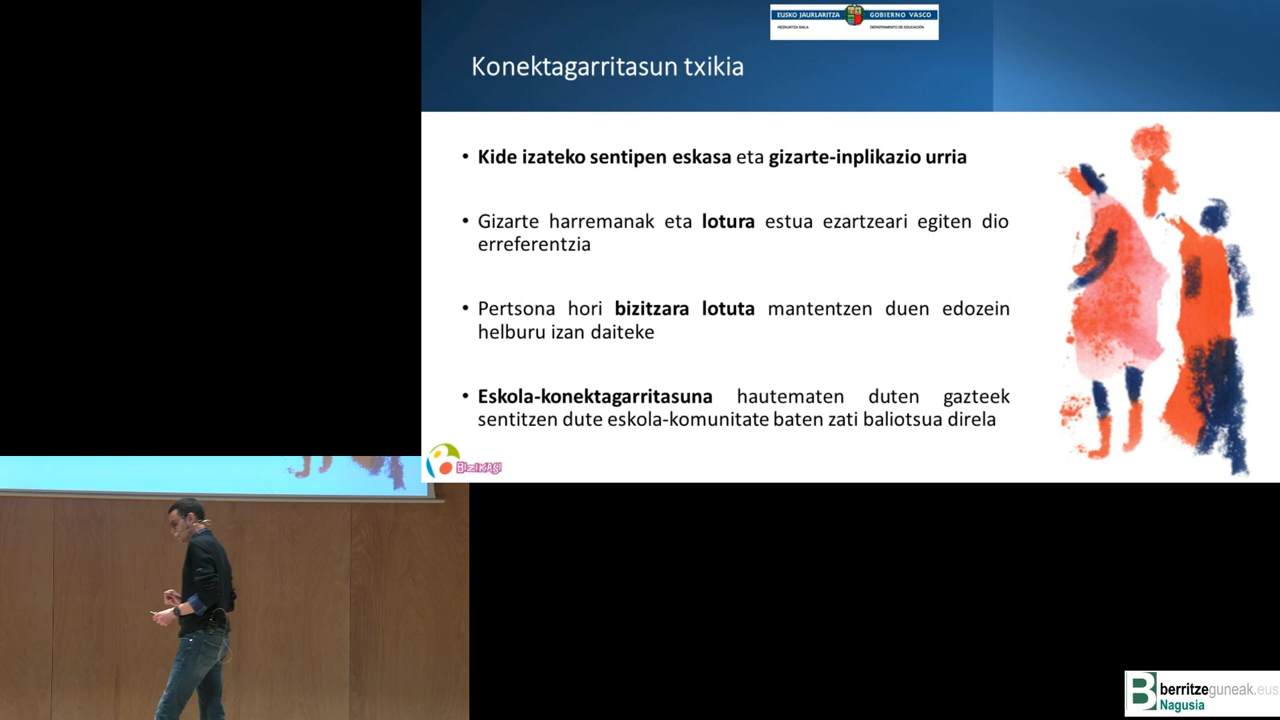 EUSKO JAURLARITZA
GOBIERNO VASCO
HEZKUNTZA SAILA
DEPARTAMENTO DE EDUCACIÓN
Konektagarritasun txikia
• Kide izateko sentipen eskasa eta gizarte-inplikazio urria
• Gizarte harremanak eta lotura estua ezartzeari egiten dio
erreferentzia
• Pertsona hori bizitzara lotuta mantentzen duen edozein
helburu izan daiteke
• Eskola-konektagarritasuna hautematen duten gazteek
sentitzen dute eskola-komunitate baten zati baliotsua direla
BIZIKASI
berritzeguneak.eus
Nagusia